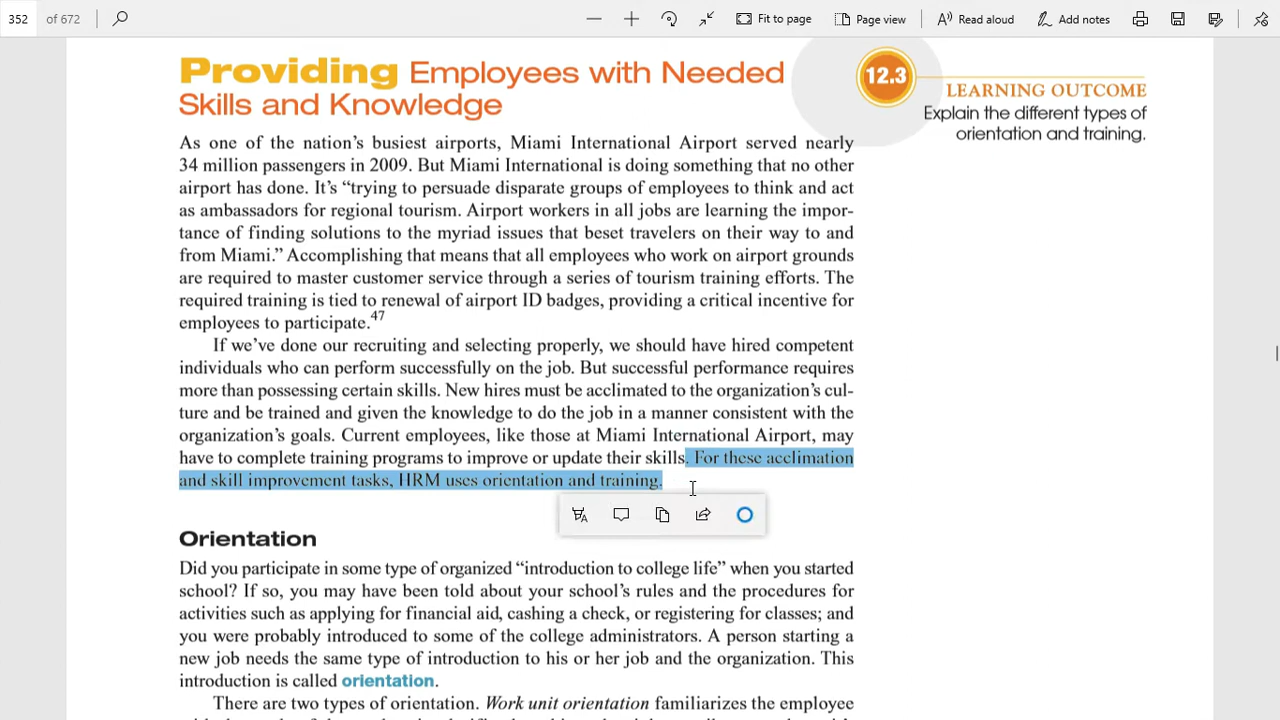 352 of 672 Fit to page Page view Read aloud Add notes
Providing Employees with Needed
Skills and Knowledge
12.3
LEARNING OUTCOME
Explain the different types of
orientation and training.
As one of the nation’s busiest airports, Miami International Airport served nearly
34 million passengers in 2009. But Miami International is doing something that no other
airport has done. It’s “trying to persuade disparate groups of employees to think and act
as ambassadors for regional tourism. Airport workers in all jobs are learning the impor-
tance of finding solutions to the myriad issues that beset travelers on their way to and
from Miami.” Accomplishing that means that all employees who work on airport grounds
are required to master customer service through a series of tourism training efforts. The
required training is tied to renewal of airport ID badges, providing a critical incentive for
employees to participate.47
If we’ve done our recruiting and selecting properly, we should have hired competent
individuals who can perform successfully on the job. But successful performance requires
more than possessing certain skills. New hires must be acclimated to the organization’s cul-
ture and be trained and given the knowledge to do the job in a manner consistent with the
organization’s goals. Current employees, like those at Miami International Airport, may
have to complete training programs to improve or update their skills. For these acclimation
and skill improvement tasks, HRM uses orientation and training.
Orientation
Did you participate in some type of organized “introduction to college life” when you started
school? If so, you may have been told about your school’s rules and the procedures for
activities such as applying for financial aid, cashing a check, or registering for classes; and
you were probably introduced to some of the college administrators. A person starting a
new job needs the same type of introduction to his or her job and the organization. This
introduction is called orientation.
There are two types of orientation. Work unit orientation familiarizes the employee